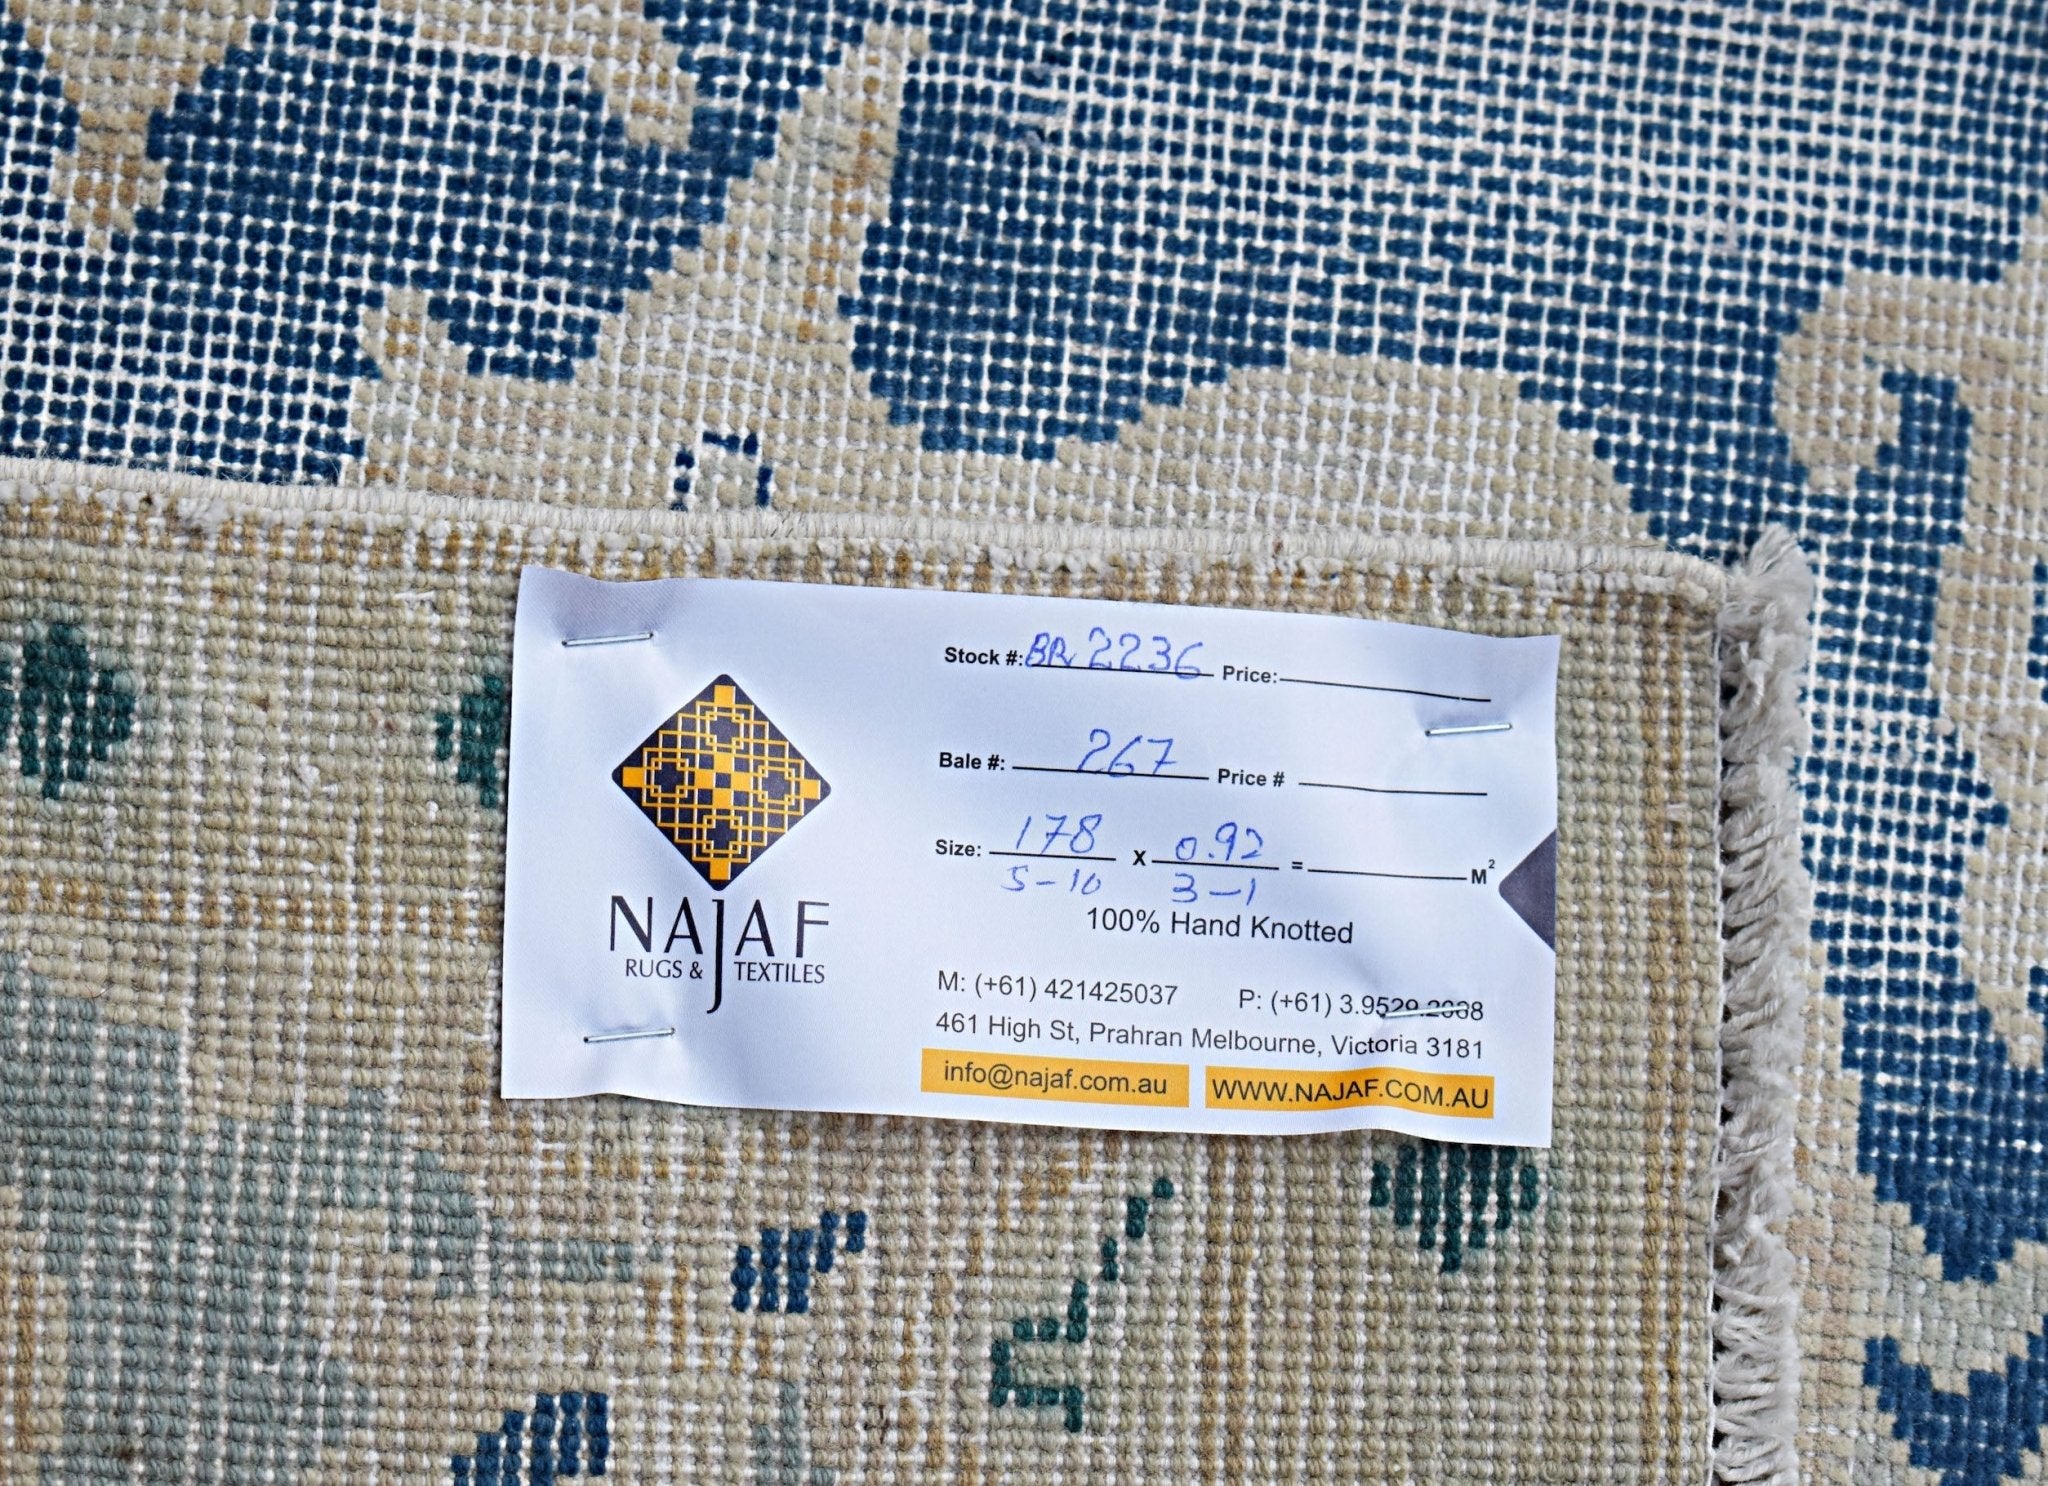 NAJAF
RUGS & TEXTILES
Stock #: BR 2236 Price:
Bale #: 267 Price #
Size: 178 x 0.92 = M²
5-10 3-1
100% Hand Knotted
M: (+61) 421425037 P: (+61) 3.9529.2688
461 High St, Prahran Melbourne, Victoria 3181
info@najaf.com.au WWW.NAJAF.COM.AU